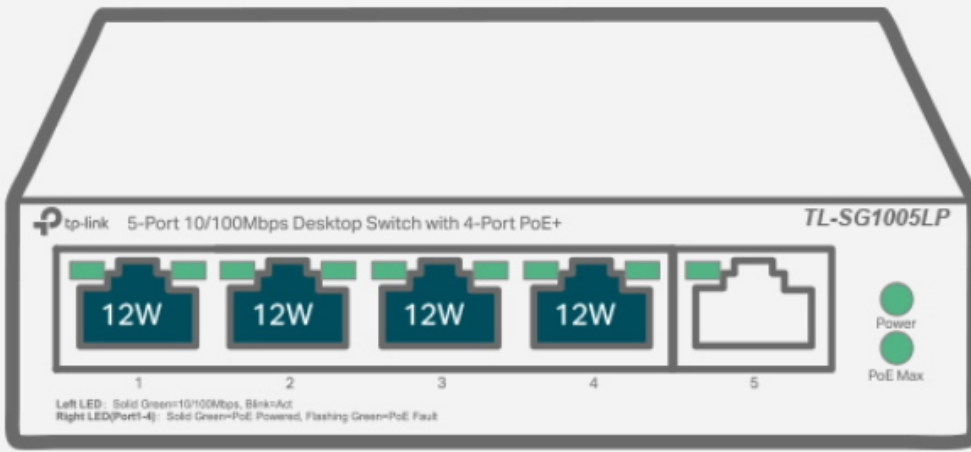 tp-link 5-Port 10/100Mbps Desktop Switch with 4-Port PoE+ TL-SG1005LP
12W 12W 12W 12W
Power
PoE Max
1 2 3 4 5
Left LED: Solid Green=10/100Mbps, Blink=Act
Right LED(Port1-4): Solid Green=PoE Powered, Flashing Green=PoE Fault